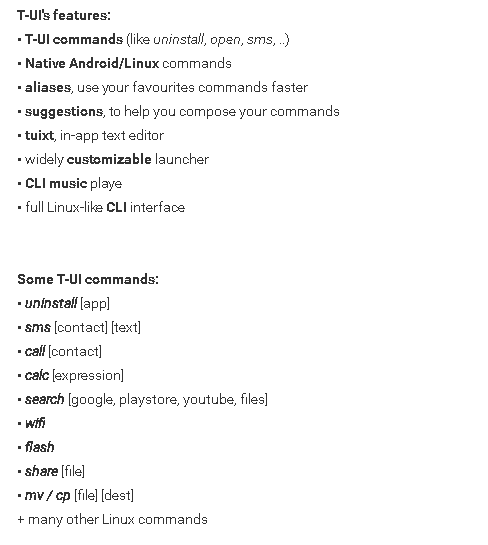 T-UI's features:
• T-UI commands (like uninstall, open, sms, ..)
• Native Android/Linux commands
• aliases, use your favourites commands faster
• suggestions, to help you compose your commands
• tuixt, in-app text editor
• widely customizable launcher
• CLI music playe
• full Linux-like CLI interface
Some T-UI commands:
• uninstall [app]
• sms [contact] [text]
• call [contact]
• calc [expression]
• search [google, playstore, youtube, files]
• wifi
• flash
• share [file]
• mv / cp [file] [dest]
+ many other Linux commands